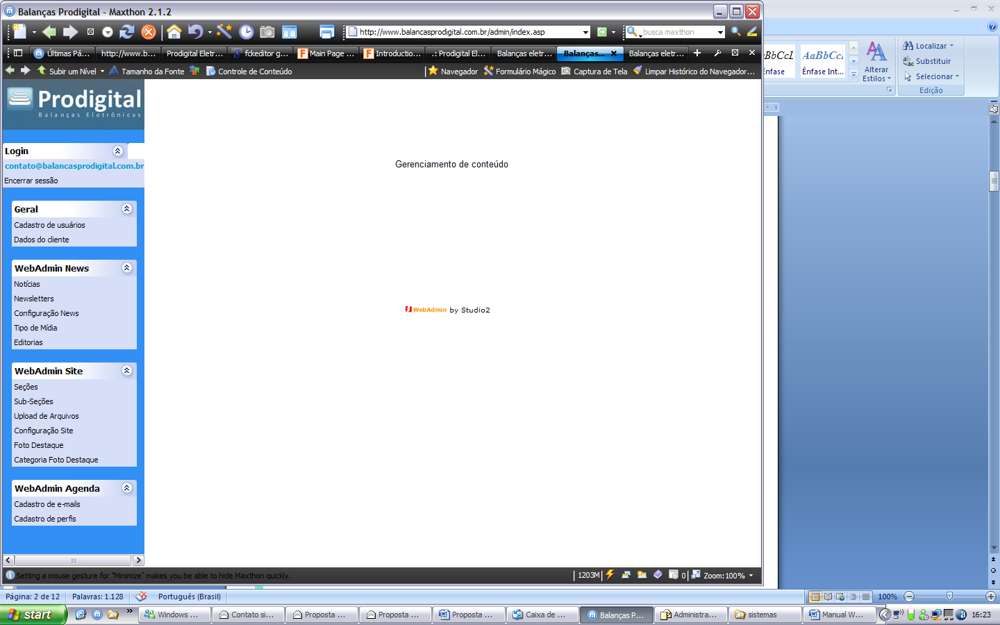 Balanças Prodigital - Maxthon 2.1.2
http://www.balancasprodigital.com.br/admin/index.asp
busca maxthon
Últimas Pá...
http://www.b...
Prodigital Eletr...
fckeditor g...
Main Page ...
Introductio...
.: Prodigital El...
Balanças eletr...
Balanças...
Balanças eletr...
Subir um Nível
Tamanho da Fonte
Controle de Conteúdo
Navegador
Formulário Mágico
Captura de Tela
Limpar Histórico do Navegador...
Prodigital
Balanças Eletrônicas
Login
contato@balancasprodigital.com.br
Encerrar sessão
Geral
Cadastro de usuários
Dados do cliente
WebAdmin News
Notícias
Newsletters
Configuração News
Tipo de Mídia
Editorias
WebAdmin Site
Seções
Sub-Seções
Upload de Arquivos
Configuração Site
Foto Destaque
Categoria Foto Destaque
WebAdmin Agenda
Cadastro de e-mails
Cadastro de perfis
Gerenciamento de conteúdo
WebAdmin by Studio2
Setting a mouse gesture for "Minimize" makes you be able to hide Maxthon quickly.
1203M
0
Zoom:100%
AaBbCcI
AaBbCcI
Ênfase Int...
Alterar
Estilos
Localizar
Substituir
Selecionar
Edição
Página: 2 de 12
Palavras: 1.128
Português (Brasil)
100%
start
Windows ...
Contato si...
Proposta ...
Proposta ...
Proposta ...
Caixa de ...
Balanças P...
Administra...
sistemas
Manual W...
16:23